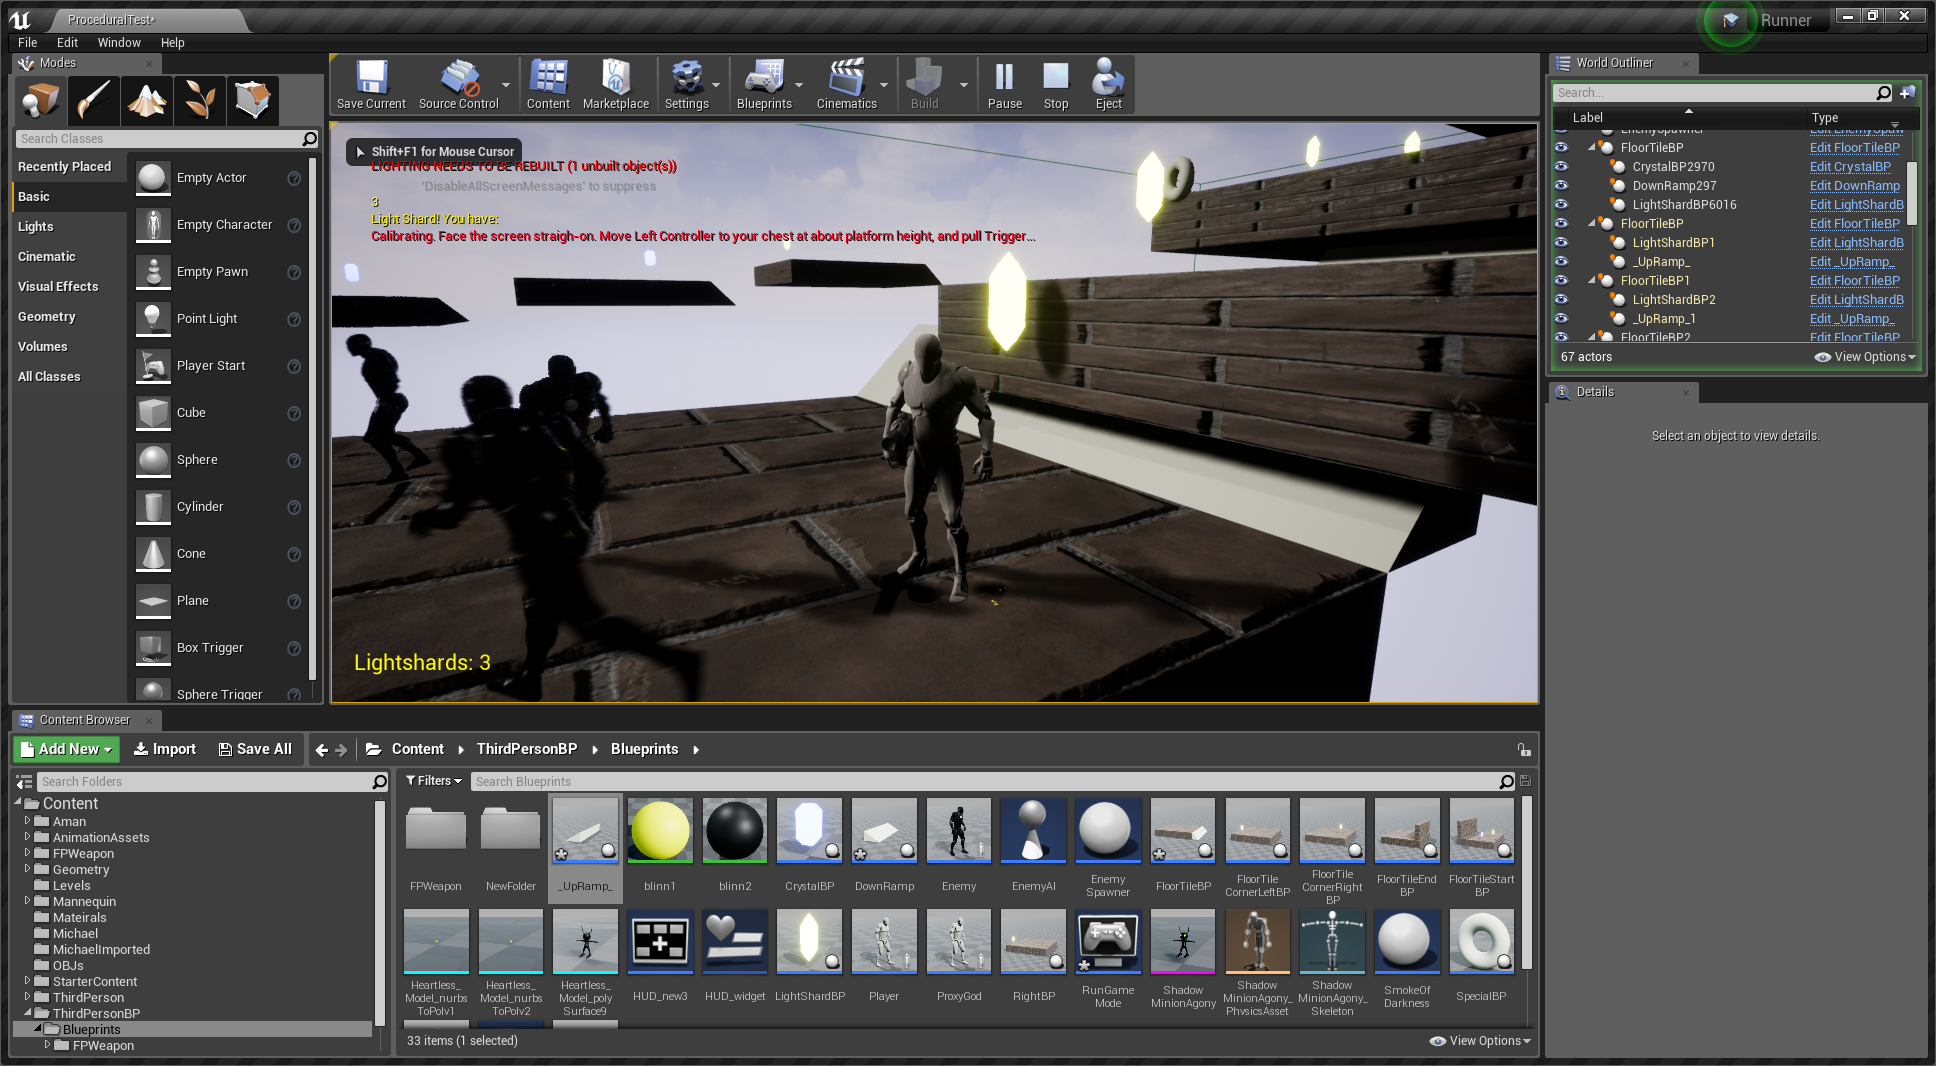 ProceduralTest*
Runner
File Edit Window Help
Modes
Search Classes
Recently Placed
Basic
Lights
Cinematic
Visual Effects
Geometry
Volumes
All Classes
Empty Actor
Empty Character
Empty Pawn
Point Light
Player Start
Cube
Sphere
Cylinder
Cone
Plane
Box Trigger
Sphere Trigger
Save Current Source Control Content Marketplace Settings Blueprints Cinematics Build Pause Stop Eject
Shift+F1 for Mouse Cursor
LIGHTING NEEDS TO BE REBUILT (1 unbuilt object(s))
'DisableAllScreenMessages' to suppress
3
Light Shard! You have:
Calibrating. Face the screen straigh-on. Move Left Controller to your chest at about platform height, and pull Trigger...
Lightshards: 3
World Outliner
Search...
Label Type
EnemySpawner Edit EnemySpaw
FloorTileBP Edit FloorTileBP
CrystalBP2970 Edit CrystalBP
DownRamp297 Edit DownRamp
LightShardBP6016 Edit LightShardB
FloorTileBP Edit FloorTileBP
LightShardBP1 Edit LightShardB
_UpRamp_ Edit _UpRamp_
FloorTileBP1 Edit FloorTileBP
LightShardBP2 Edit LightShardB
_UpRamp_1 Edit _UpRamp_
FloorTileBP2 Edit FloorTileBP
67 actors View Options
Details
Select an object to view details.
Content Browser
Add New Import Save All Content ThirdPersonBP Blueprints
Search Folders
Content
Aman
AnimationAssets
FPWeapon
Geometry
Levels
Mannequin
Mateirals
Michael
MichaelImported
OBJs
StarterContent
ThirdPerson
ThirdPersonBP
Blueprints
FPWeapon
Filters Search Blueprints
FPWeapon NewFolder _UpRamp_ blinn1 blinn2 CrystalBP DownRamp Enemy EnemyAI Enemy Spawner FloorTileBP FloorTile CornerLeftBP FloorTile CornerRight BP FloorTileEnd BP FloorTileStart BP
Heartless_ Model_nurbs ToPolv1 Heartless_ Model_nurbs ToPolv2 Heartless_ Model_poly Surface9 HUD_new3 HUD_widget LightShardBP Player ProxyGod RightBP RunGame Mode Shadow MinionAgony Shadow MinionAgony_ PhysicsAsset Shadow MinionAgony_ Skeleton SmokeOf Darkness SpecialBP
33 items (1 selected) View Options